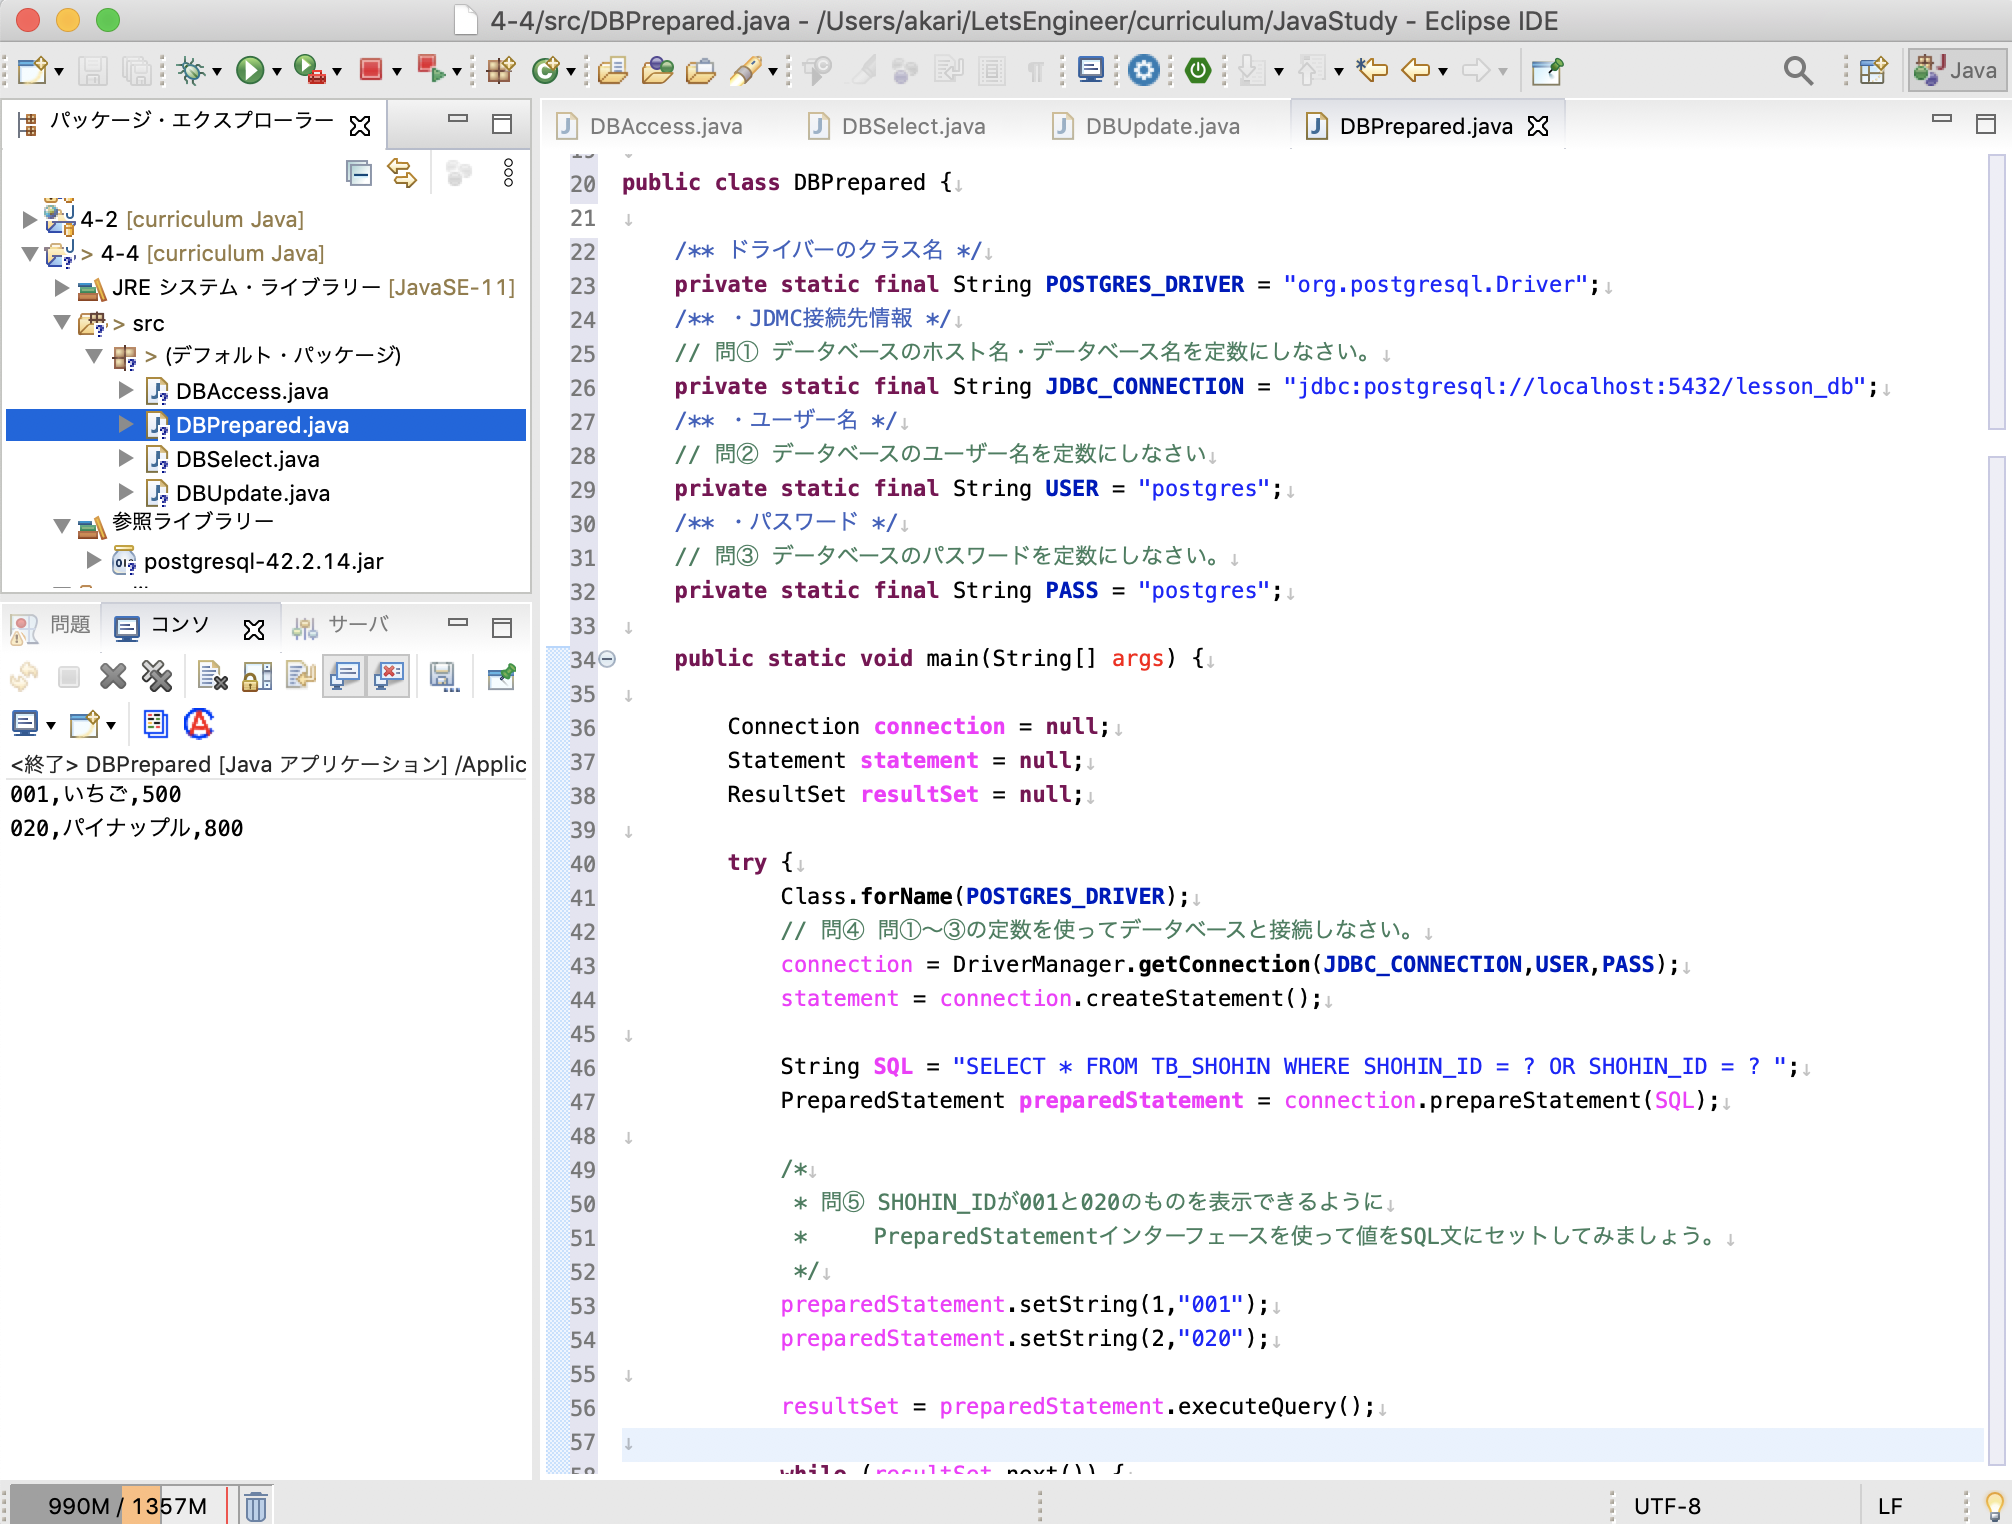 4-4/src/DBPrepared.java - /Users/akari/LetsEngineer/curriculum/JavaStudy - Eclipse IDE
Java
パッケージ・エクスプローラー
4-2 [curriculum Java]
> 4-4 [curriculum Java]
JRE システム・ライブラリー [JavaSE-11]
> src
> (デフォルト・パッケージ)
DBAccess.java
DBPrepared.java
DBSelect.java
DBUpdate.java
参照ライブラリー
postgresql-42.2.14.jar
問題
コンソ
サーバ
<終了> DBPrepared [Java アプリケーション] /Applic
001,いちご,500
020,パイナップル,800
DBAccess.java
DBSelect.java
DBUpdate.java
DBPrepared.java
19
20 public class DBPrepared {↓
21 ↓
22 /** ドライバーのクラス名 */↓
23 private static final String POSTGRES_DRIVER = "org.postgresql.Driver";↓
24 /** ・JDMC接続先情報 */↓
25 // 問① データベースのホスト名・データベース名を定数にしなさい。↓
26 private static final String JDBC_CONNECTION = "jdbc:postgresql://localhost:5432/lesson_db";↓
27 /** ・ユーザー名 */↓
28 // 問② データベースのユーザー名を定数にしなさい↓
29 private static final String USER = "postgres";↓
30 /** ・パスワード */↓
31 // 問③ データベースのパスワードを定数にしなさい。↓
32 private static final String PASS = "postgres";↓
33 ↓
34 public static void main(String[] args) {↓
35 ↓
36 Connection connection = null;↓
37 Statement statement = null;↓
38 ResultSet resultSet = null;↓
39 ↓
40 try {↓
41 Class.forName(POSTGRES_DRIVER);↓
42 // 問④ 問①〜③の定数を使ってデータベースと接続しなさい。↓
43 connection = DriverManager.getConnection(JDBC_CONNECTION,USER,PASS);↓
44 statement = connection.createStatement();↓
45 ↓
46 String SQL = "SELECT * FROM TB_SHOHIN WHERE SHOHIN_ID = ? OR SHOHIN_ID = ? ";↓
47 PreparedStatement preparedStatement = connection.prepareStatement(SQL);↓
48 ↓
49 /*↓
50 * 問⑤ SHOHIN_IDが001と020のものを表示できるように↓
51 * PreparedStatementインターフェースを使って値をSQL文にセットしてみましょう。↓
52 */↓
53 preparedStatement.setString(1,"001");↓
54 preparedStatement.setString(2,"020");↓
55 ↓
56 resultSet = preparedStatement.executeQuery();↓
57 ↓
58 while (resultSet.next()) {
990M / 1357M
UTF-8
LF